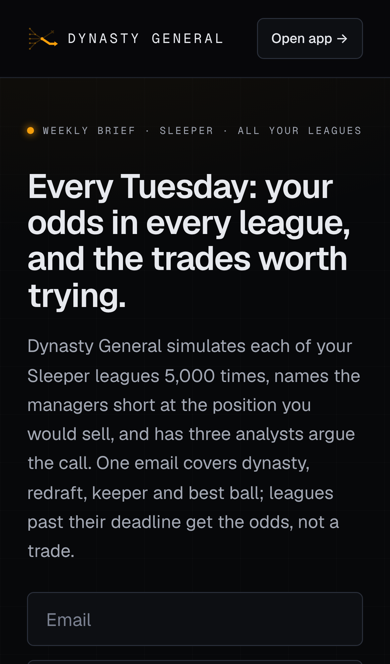 DYNASTY GENERAL
Open app →
WEEKLY BRIEF · SLEEPER · ALL YOUR LEAGUES
Every Tuesday: your
odds in every league,
and the trades worth
trying.
Dynasty General simulates each of your
Sleeper leagues 5,000 times, names the
managers short at the position you
would sell, and has three analysts argue
the call. One email covers dynasty,
redraft, keeper and best ball; leagues
past their deadline get the odds, not a
trade.
Email